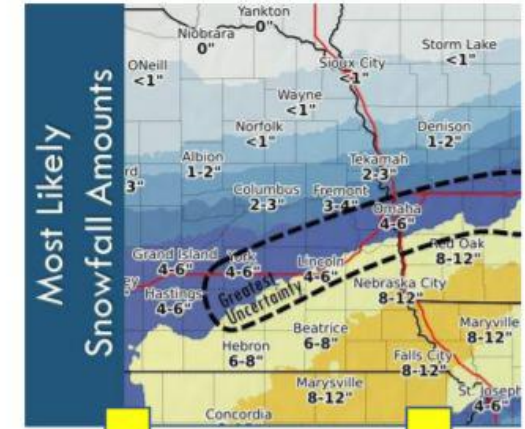 Most Likely
Snowfall Amounts
Yankton
0"
Niobrara
0"
ONeill
<1"
Sioux City
<1"
Storm Lake
<1"
Wayne
<1"
Norfolk
<1"
Denison
1-2"
Albion
1-2"
Tekamah
2-3"
rd
3"
Columbus
2-3"
Fremont
3-4"
Omaha
4-6"
Grand Island
4-6"
York
4-6"
Lincoln
4-6"
Red Oak
8-12"
ey
Hastings
4-6"
Greatest
Uncertainty
Nebraska City
8-12"
Hebron
6-8"
Beatrice
6-8"
Maryville
8-12"
Falls City
8-12"
Marysville
8-12"
St. Joseph
4-6"
Concordia